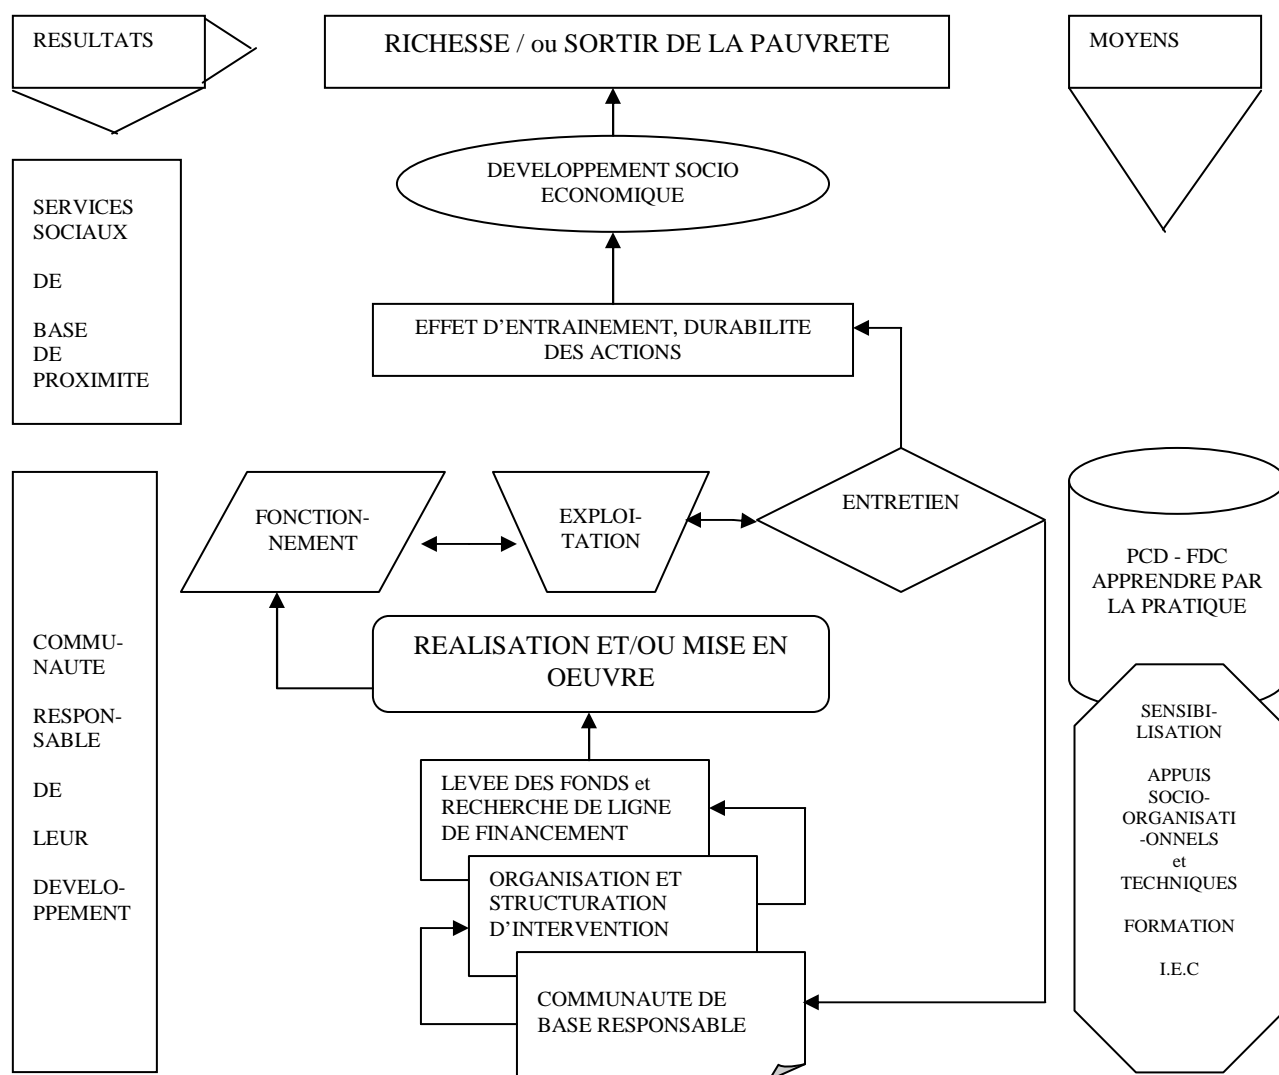 RESULTATS
RICHESSE / ou SORTIR DE LA PAUVRETE
MOYENS
DEVELOPPEMENT SOCIO
ECONOMIQUE
SERVICES
SOCIAUX
DE
BASE
DE
PROXIMITE
EFFET D'ENTRAINEMENT, DURABILITE
DES ACTIONS
FONCTION-
NEMENT
EXPLOI-
TATION
ENTRETIEN
PCD - FDC
APPRENDRE PAR
LA PRATIQUE
COMMU-
NAUTE
RESPON-
SABLE
DE
LEUR
DEVELO-
PPEMENT
REALISATION ET/OU MISE EN
OEUVRE
LEVEE DES FONDS et
RECHERCHE DE LIGNE
DE FINANCEMENT
ORGANISATION ET
STRUCTURATION
D'INTERVENTION
COMMUNAUTE DE
BASE RESPONSABLE
SENSIBI-
LISATION
APPUIS
SOCIO-
ORGANISATI
-ONNELS
et
TECHNIQUES
FORMATION
I.E.C